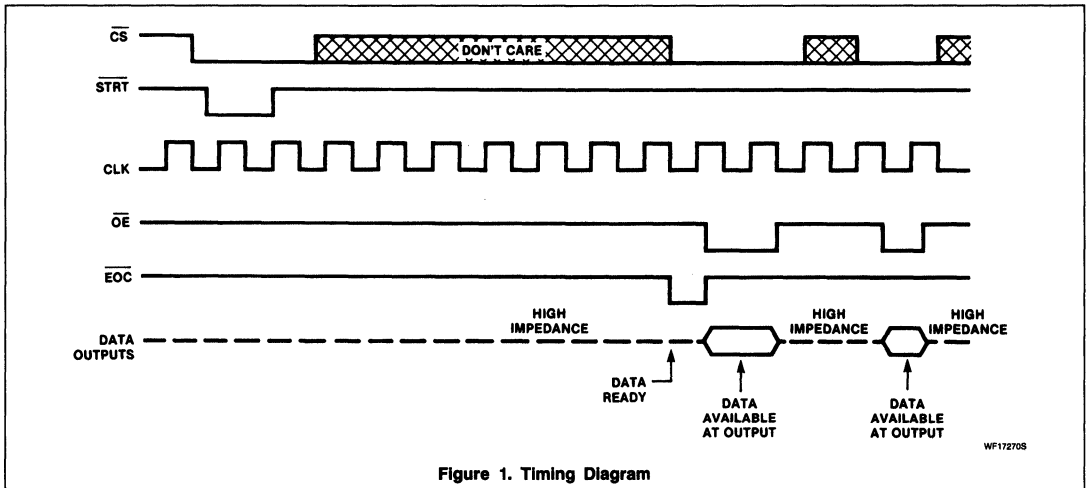 CS
DON'T CARE
STRT
CLK
OE
EOC
HIGH
IMPEDANCE
HIGH
IMPEDANCE
HIGH
IMPEDANCE
DATA
OUTPUTS
DATA
READY
DATA
AVAILABLE
AT OUTPUT
DATA
AVAILABLE
AT OUTPUT
WF17270S
Figure 1. Timing Diagram